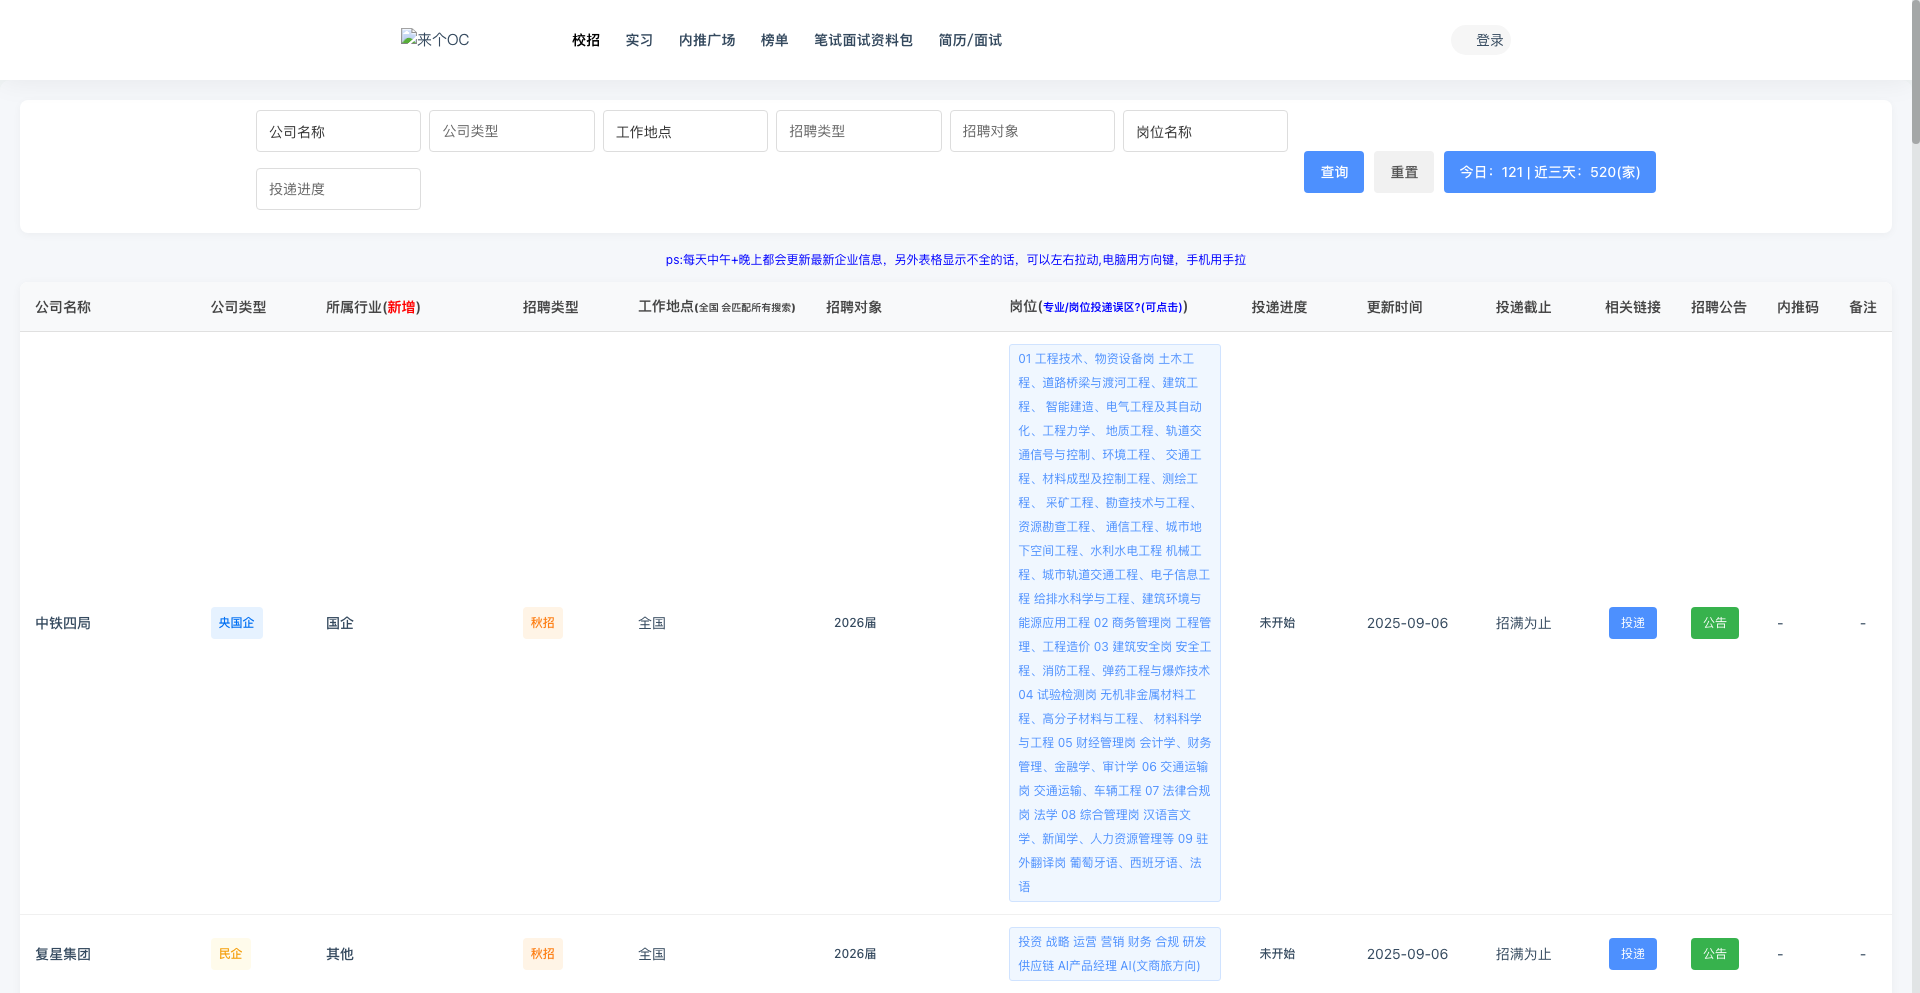 来个OC 校招 实习 内推广场 榜单 笔试面试资料包 简历/面试 登录
公司名称 公司类型 工作地点 招聘类型 招聘对象 岗位名称
查询 重置 今日：121 | 近三天：520(家)
投递进度
ps:每天中午+晚上都会更新最新企业信息，另外表格显示不全的话，可以左右拉动,电脑用方向键，手机用手拉
公司名称 公司类型 所属行业(新增) 招聘类型 工作地点(全国 会匹配所有搜索) 招聘对象 岗位(专业/岗位投递误区?(可点击)) 投递进度 更新时间 投递截止 相关链接 招聘公告 内推码 备注
中铁四局 央国企 国企 秋招 全国 2026届
01 工程技术、物资设备岗 土木工
程、道路桥梁与渡河工程、建筑工
程、 智能建造、电气工程及其自动
化、工程力学、 地质工程、轨道交
通信号与控制、环境工程、 交通工
程、材料成型及控制工程、测绘工
程、 采矿工程、勘查技术与工程、
资源勘查工程、 通信工程、城市地
下空间工程、水利水电工程 机械工
程、城市轨道交通工程、电子信息工
程 给排水科学与工程、建筑环境与
能源应用工程 02 商务管理岗 工程管
理、工程造价 03 建筑安全岗 安全工
程、消防工程、弹药工程与爆炸技术
04 试验检测岗 无机非金属材料工
程、高分子材料与工程、 材料科学
与工程 05 财经管理岗 会计学、财务
管理、金融学、审计学 06 交通运输
岗 交通运输、车辆工程 07 法律合规
岗 法学 08 综合管理岗 汉语言文
学、新闻学、人力资源管理等 09 驻
外翻译岗 葡萄牙语、西班牙语、法
语
未开始 2025-09-06 招满为止 投递 公告 - -
复星集团 民企 其他 秋招 全国 2026届
投资 战略 运营 营销 财务 合规 研发
供应链 AI产品经理 AI(文商旅方向)
未开始 2025-09-06 招满为止 投递 公告 - -